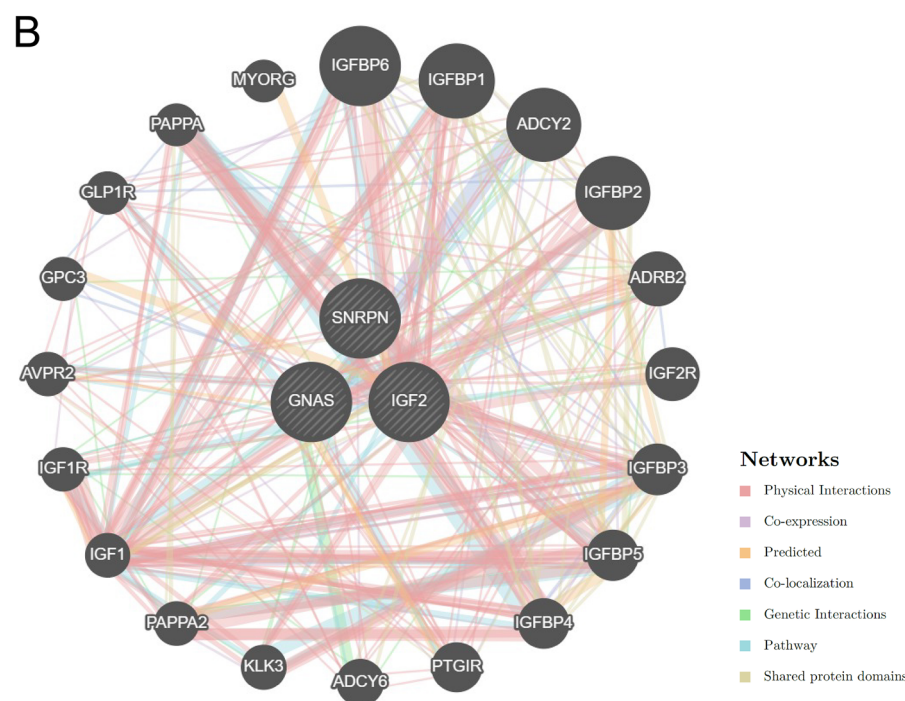 B
MYORG
IGFBP6
IGFBP1
ADCY2
PAPPA
GLP1R
IGFBP2
GPC3
ADRB2
SNRPN
AVPR2
GNAS
IGF2
IGF2R
IGF1R
IGFBP3
IGF1
IGFBP5
PAPPA2
IGFBP4
KLK3
ADCY6
PTGIR
Networks
Physical Interactions
Co-expression
Predicted
Co-localization
Genetic Interactions
Pathway
Shared protein domains